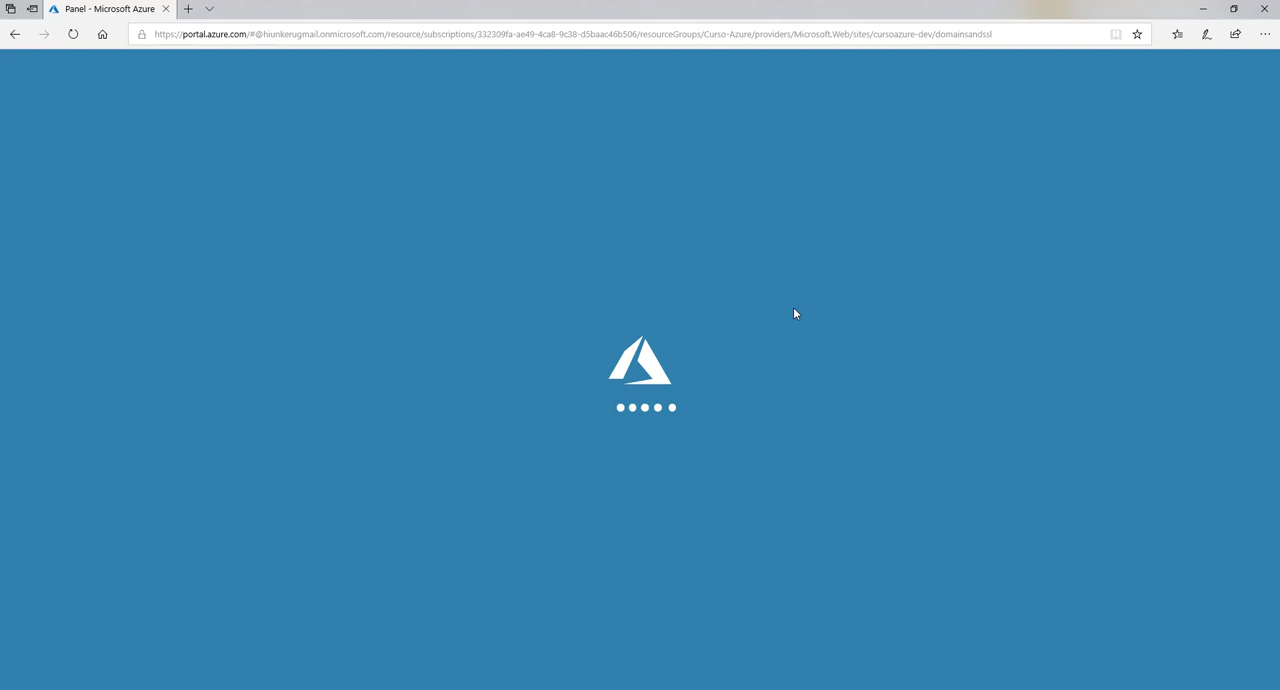 Panel - Microsoft Azure
https://portal.azure.com/#@hiunkerugmail.onmicrosoft.com/resource/subscriptions/332309fa-ae49-4ca8-9c38-d5baac46b506/resourceGroups/Curso-Azure/providers/Microsoft.Web/sites/cursoazure-dev/domainsandssl